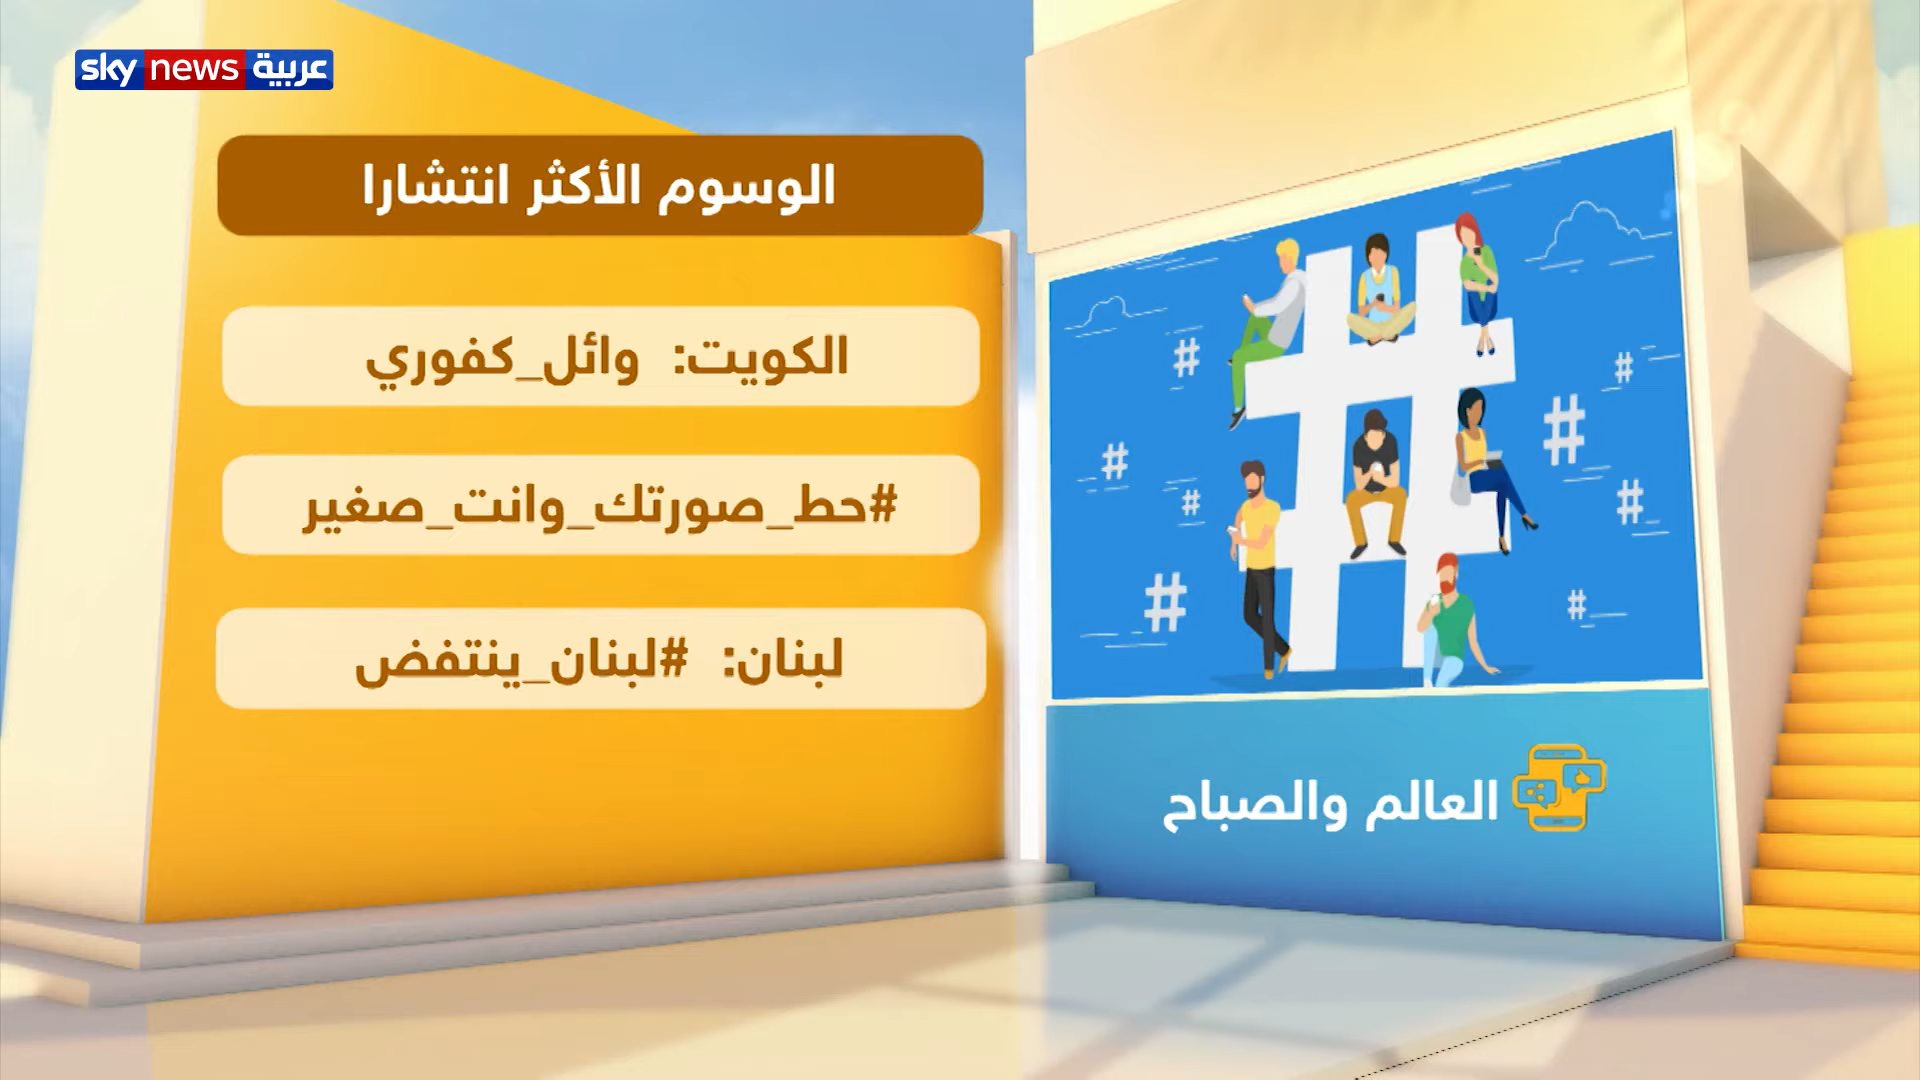 sky news عربية
الوسوم الأكثر انتشارا
الكويت: وائل_كفوري
#حط_صورتك_وانت_صغير
لبنان: #لبنان_ينتفض
العالم والصباح